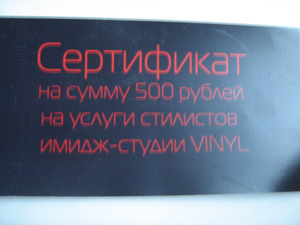 Сертификат
на сумму 500 рублей
на услуги стилистов
имидж-студии VINYL